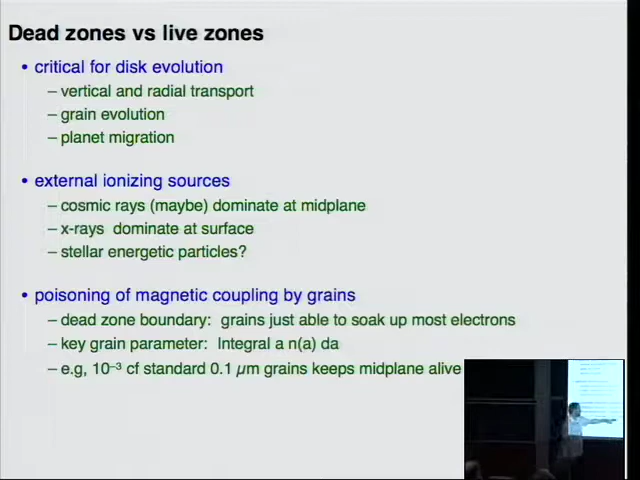 Dead zones vs live zones
• critical for disk evolution
– vertical and radial transport
– grain evolution
– planet migration
• external ionizing sources
– cosmic rays (maybe) dominate at midplane
– x-rays dominate at surface
– stellar energetic particles?
• poisoning of magnetic coupling by grains
– dead zone boundary: grains just able to soak up most electrons
– key grain parameter: Integral a n(a) da
– e.g, 10⁻³ cf standard 0.1 µm grains keeps midplane alive